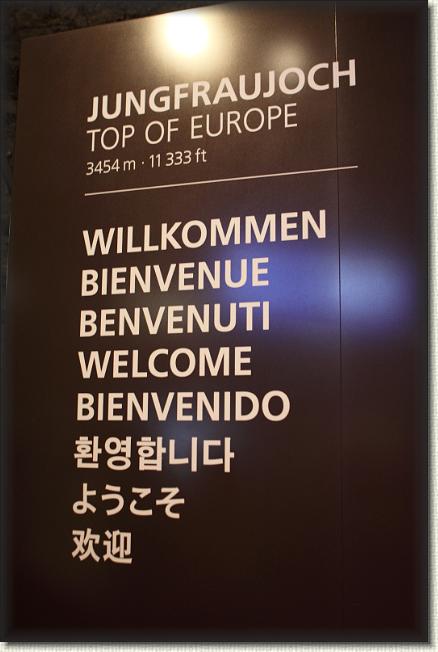 JUNGFRAUJOCH
TOP OF EUROPE
3454 m · 11 333 ft
WILLKOMMEN
BIENVENUE
BENVENUTI
WELCOME
BIENVENIDO
환영합니다
ようこそ
欢迎